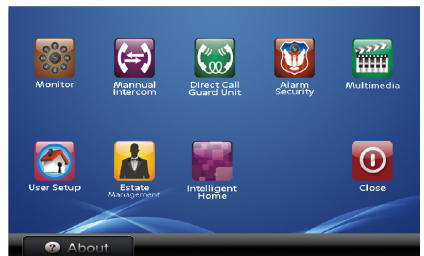 Monitor
Mannual
Intercom
Direct Call
Guard Unit
Alarm
Security
Multimedia
User Setup
Estate
Management
Intelligent
Home
Close
? About